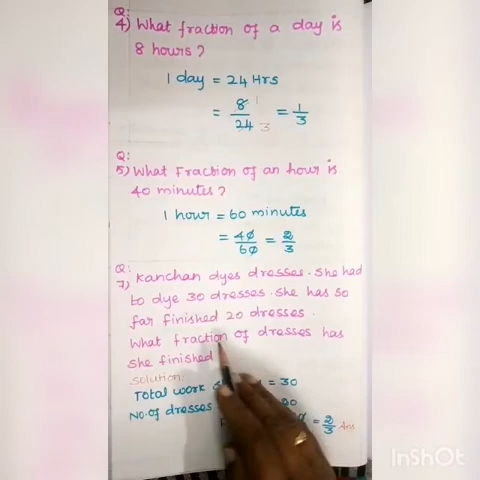 Q:
4) What fraction of a day is
8 hours?
1 day = 24 Hrs
= 8/24 1 3 = 1/3
Q:
5) What Fraction of an hour is
40 minutes?
1 hour = 60 minutes
= 40/60 = 2/3
Q:
7) Kanchan dyes dresses. She had
to dye 30 dresses. She has so
far finished 20 dresses.
What fraction of dresses has
she finished
Solution:
Total work = 30
No. of dresses
= 2/3 Ans
InShOt